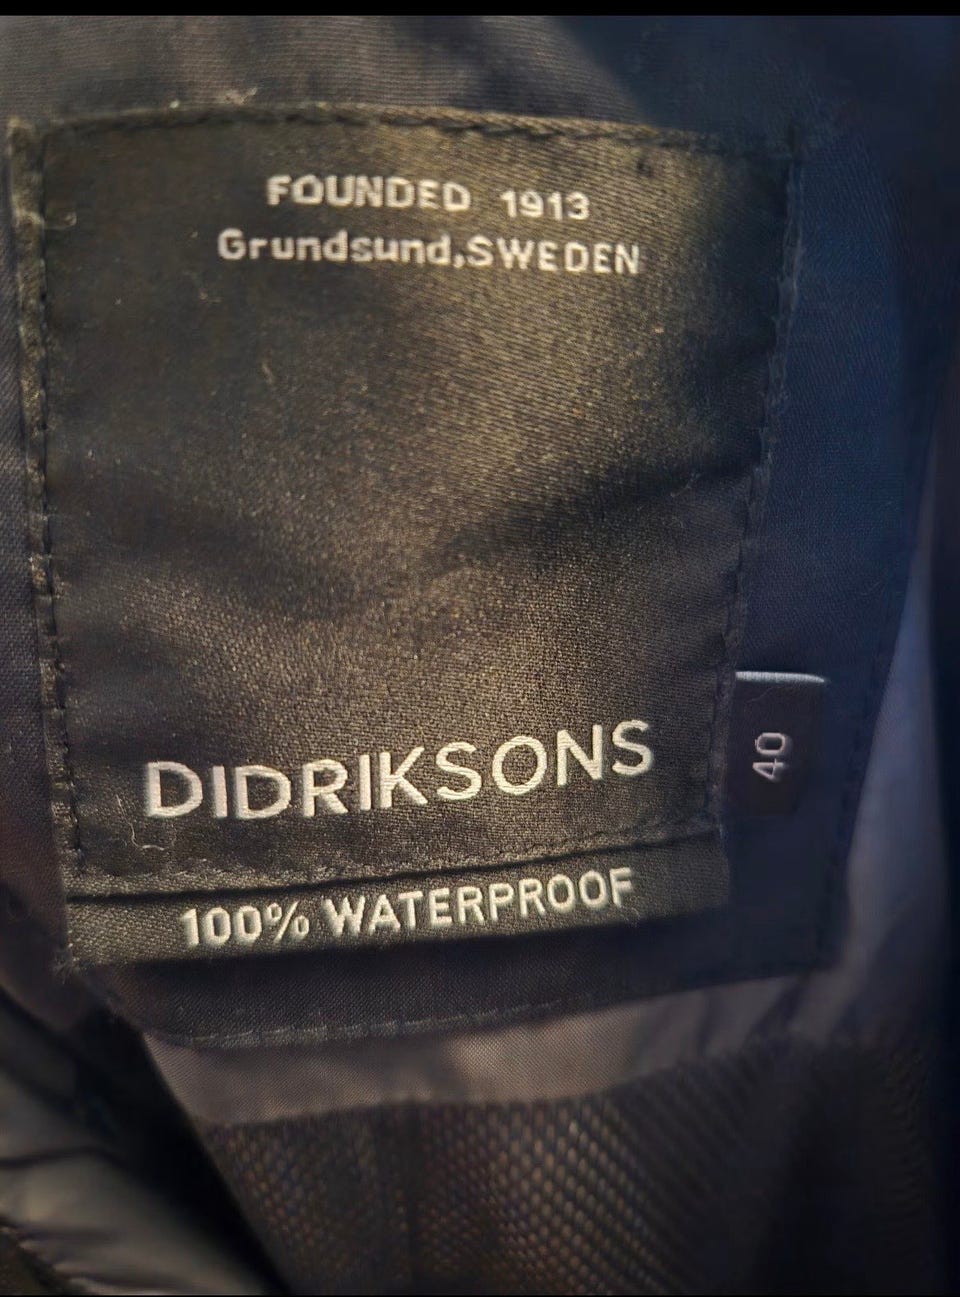 FOUNDED 1913
Grundsund,SWEDEN
DIDRIKSONS
40
100% WATERPROOF